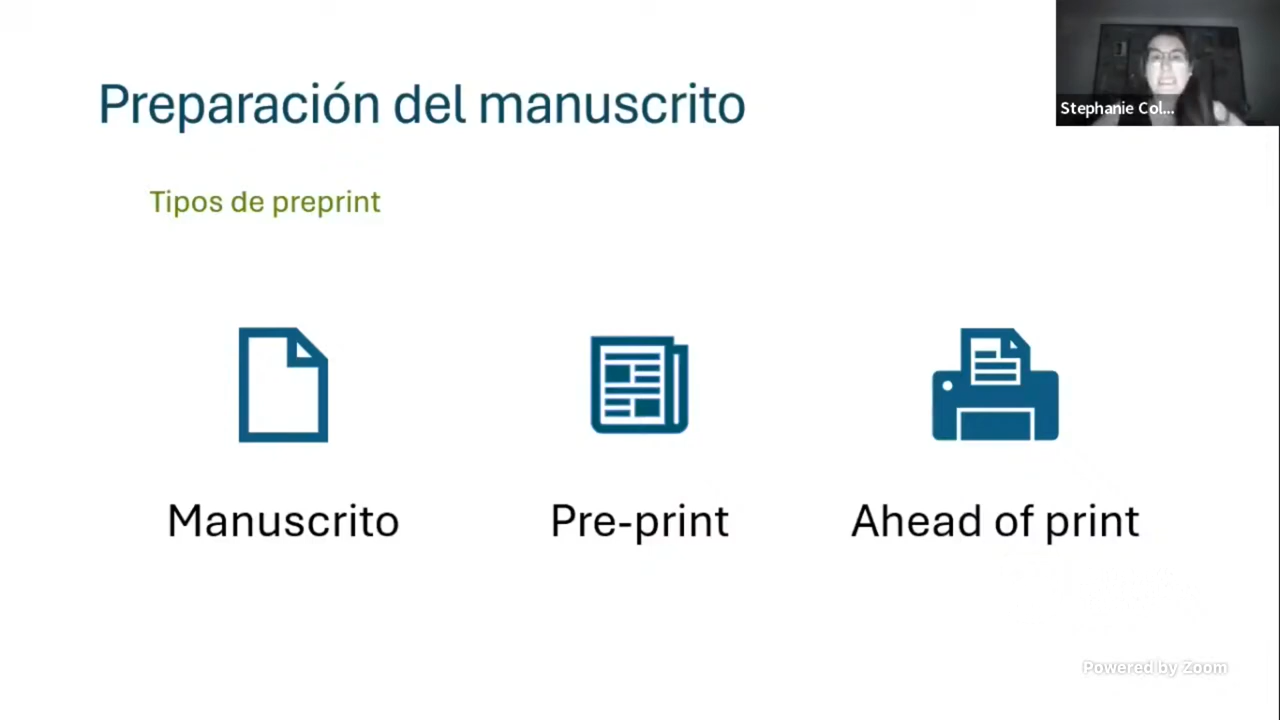 Preparación del manuscrito
Stephanie Col...
Tipos de preprint
Manuscrito
Pre-print
Ahead of print
Powered by Zoom